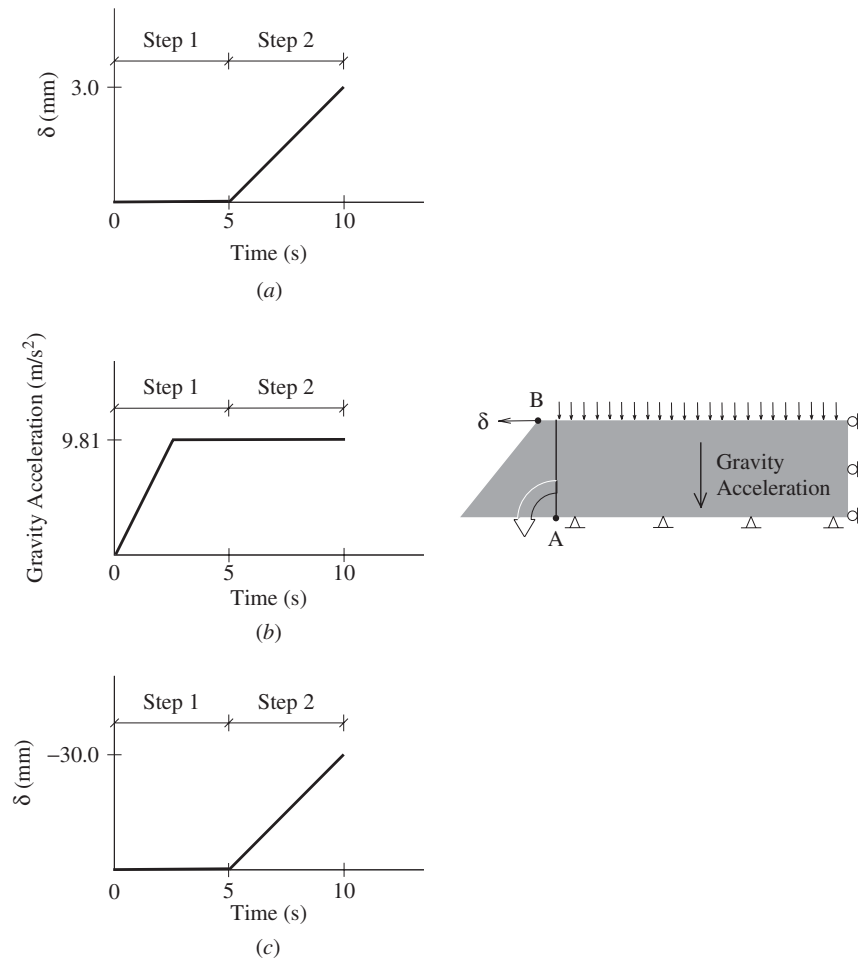 Step 1 Step 2
3.0
δ (mm)
0 5 10
Time (s)
(a)
Gravity Acceleration (m/s²)
Step 1 Step 2
9.81
0 5 10
Time (s)
(b)
B
δ
Gravity
Acceleration
A
Step 1 Step 2
−30.0
δ (mm)
0 5 10
Time (s)
(c)